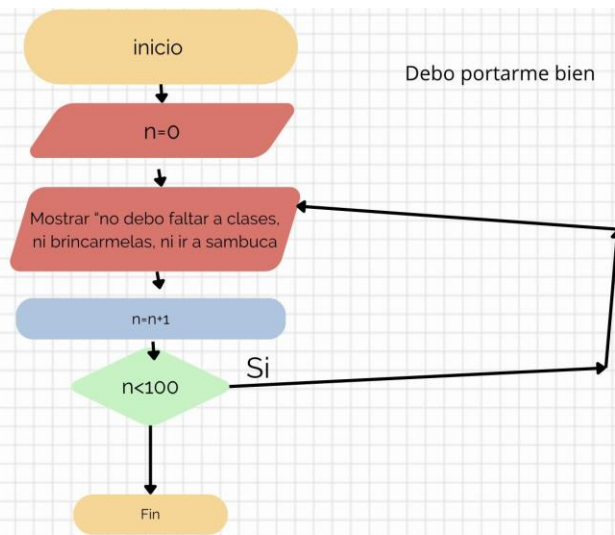 inicio
Debo portarme bien
n=0
Mostrar "no debo faltar a clases,
ni brincarmelas, ni ir a sambuca
n=n+1
Si
n<100
Fin